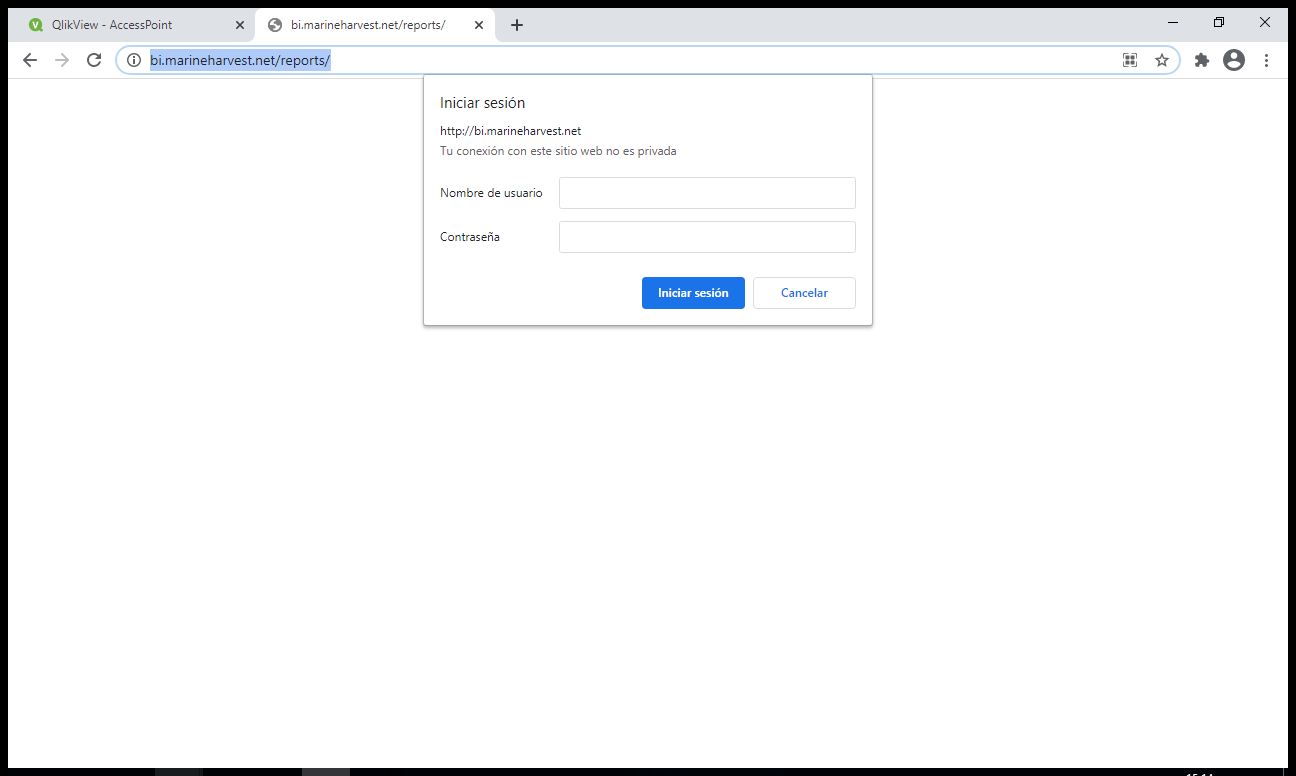 QlikView - AccessPoint
bi.marineharvest.net/reports/
bi.marineharvest.net/reports/
Iniciar sesión
http://bi.marineharvest.net
Tu conexión con este sitio web no es privada
Nombre de usuario
Contraseña
Iniciar sesión
Cancelar